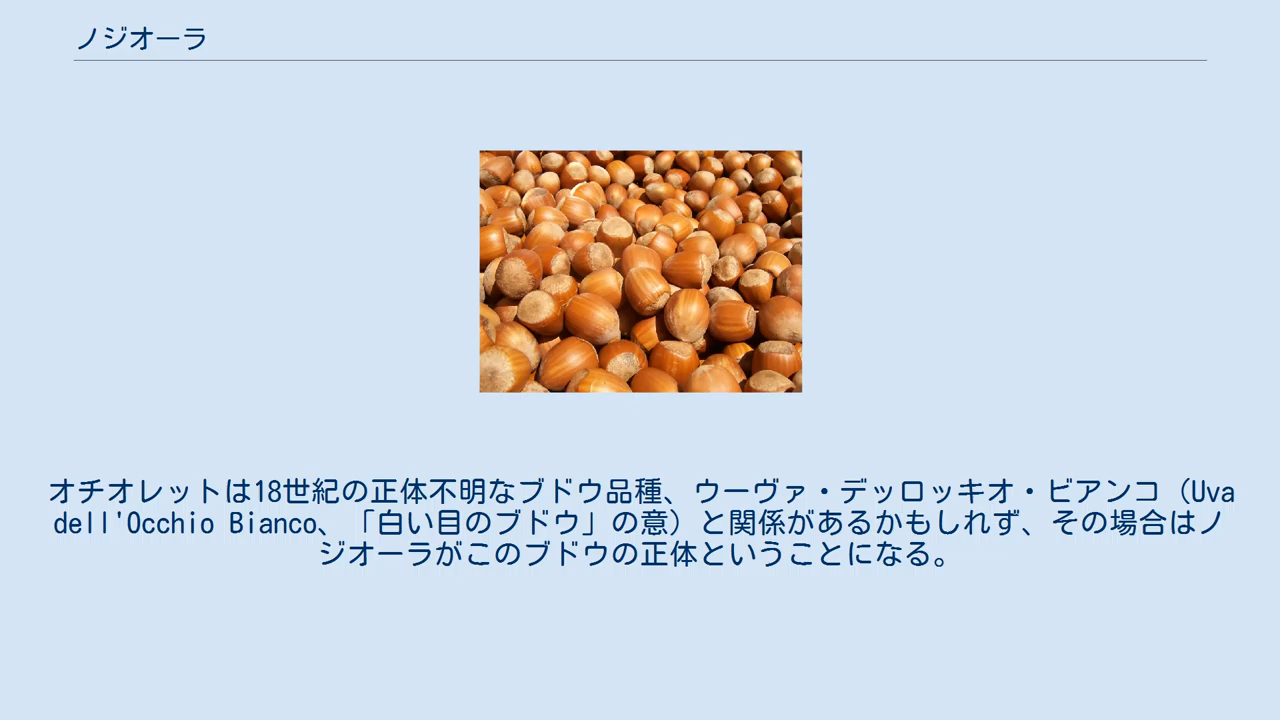 ノジオーラ
オチオレットは18世紀の正体不明なブドウ品種、ウーヴァ・デッロッキオ・ビアンコ（Uva
dell'Occhio Bianco、「白い目のブドウ」の意）と関係があるかもしれず、その場合はノ
ジオーラがこのブドウの正体ということになる。